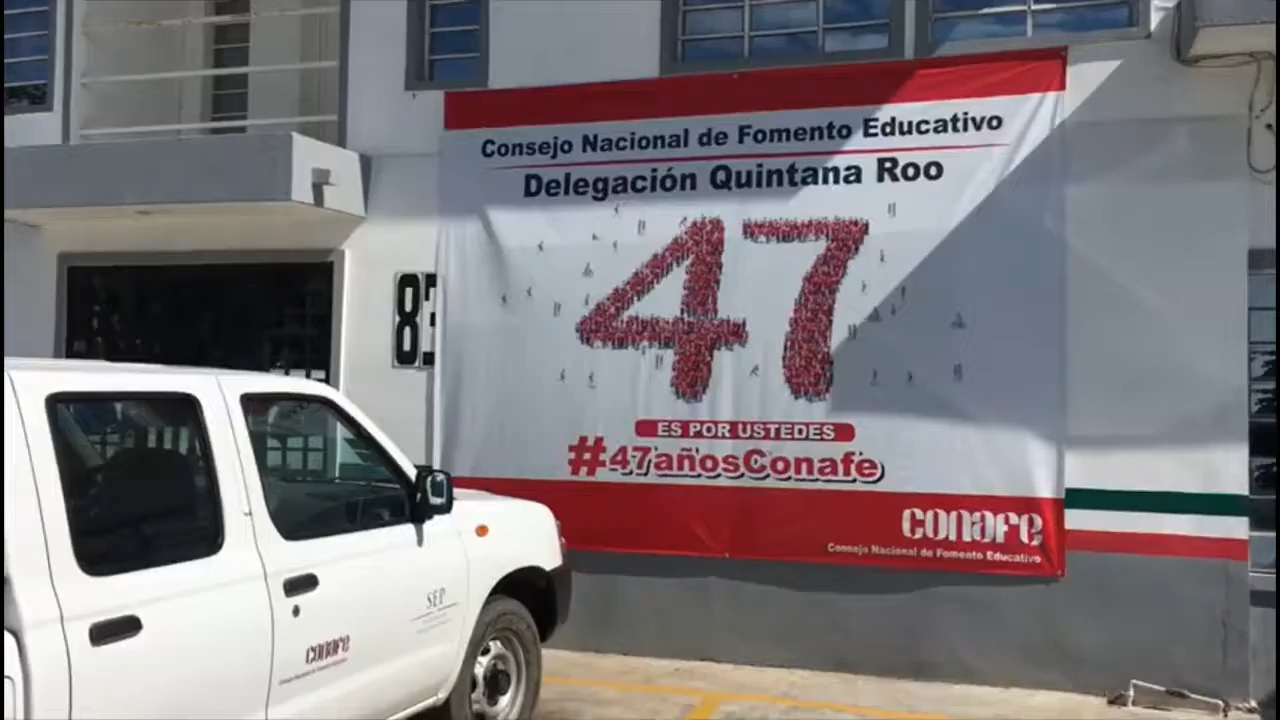 Consejo Nacional de Fomento Educativo
Delegación Quintana Roo
47
ES POR USTEDES
#47añosConafe
conafe
Consejo Nacional de Fomento Educativo
SEP
conafe